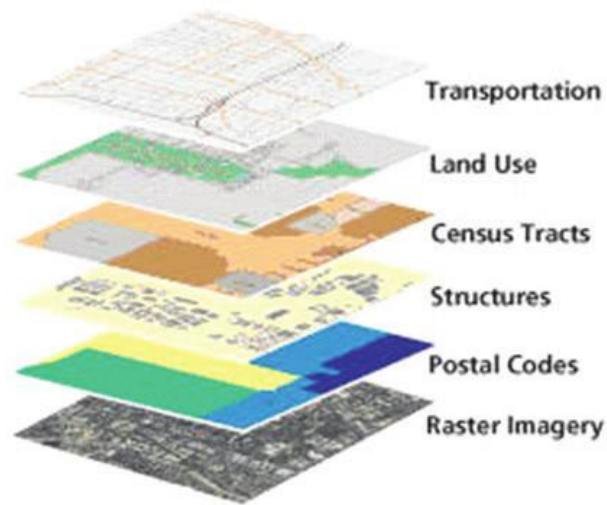 Transportation
Land Use
Census Tracts
Structures
Postal Codes
Raster Imagery